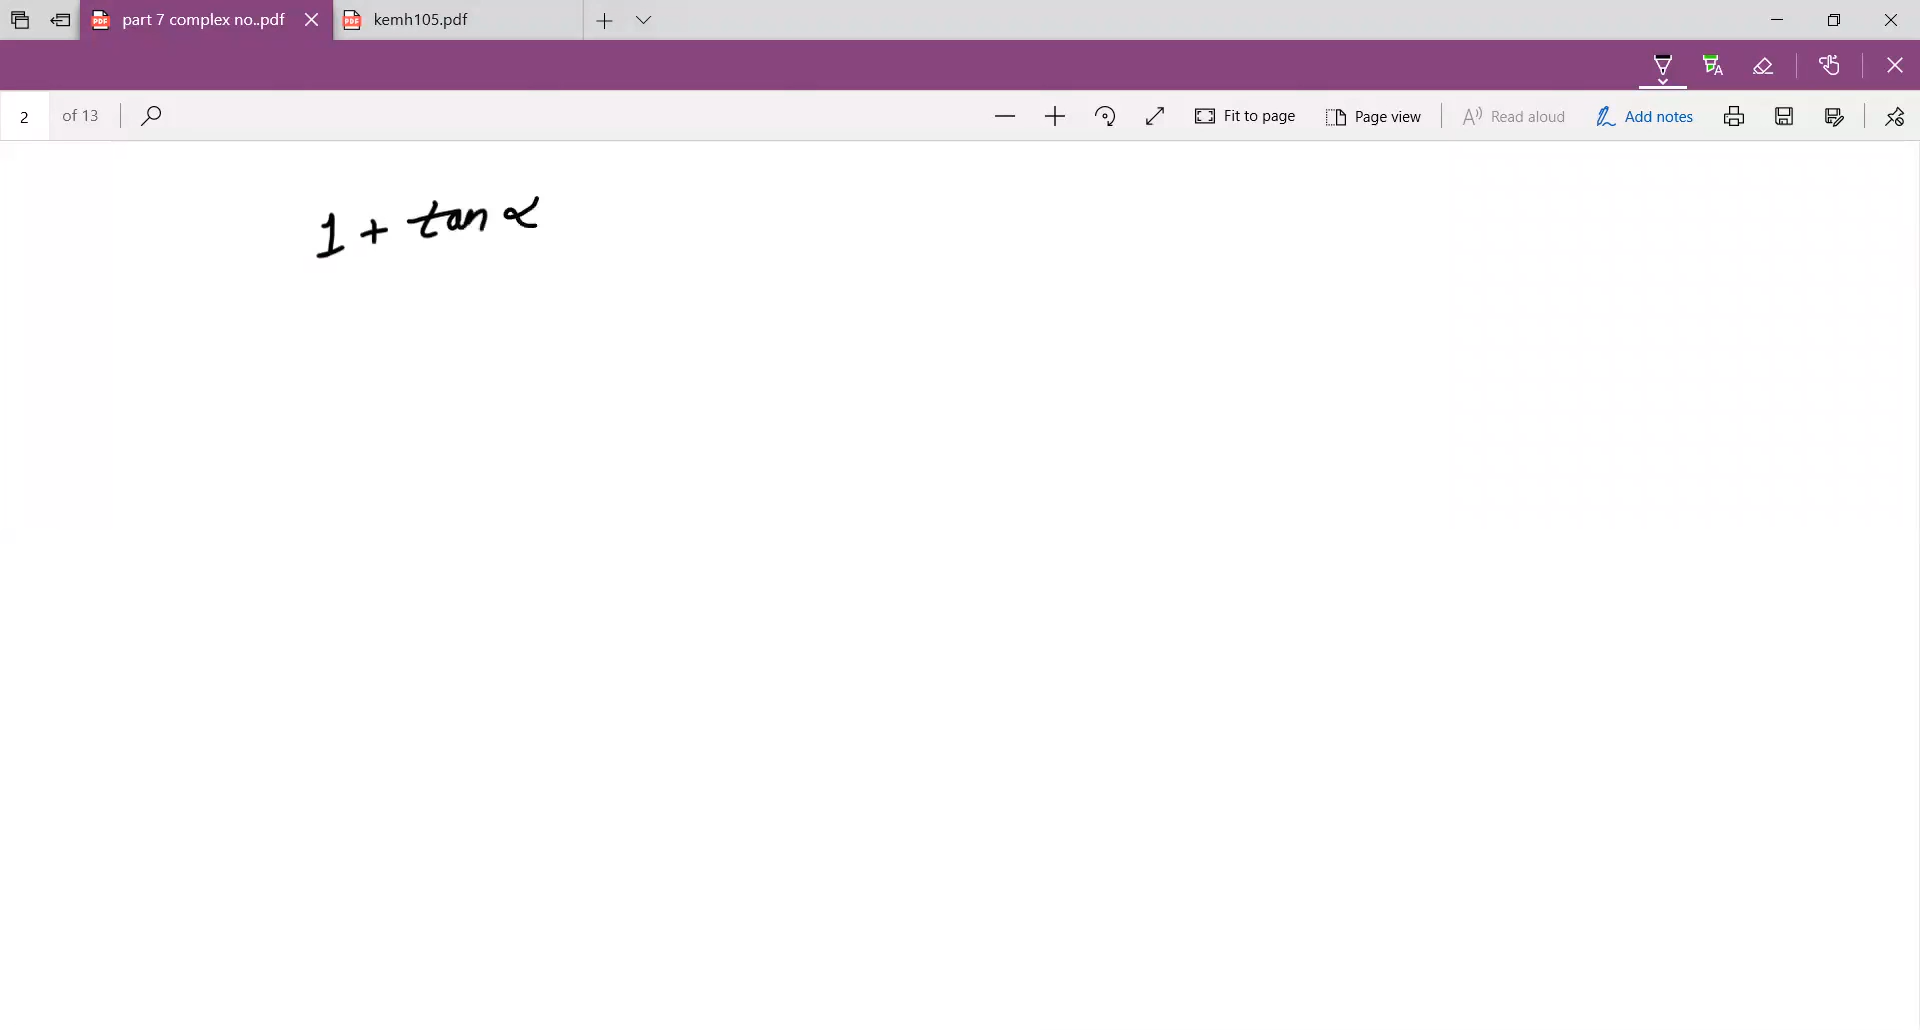 part 7 complex no..pdf
kemh105.pdf
2 of 13
Fit to page
Page view
Read aloud
Add notes
1 + tan α